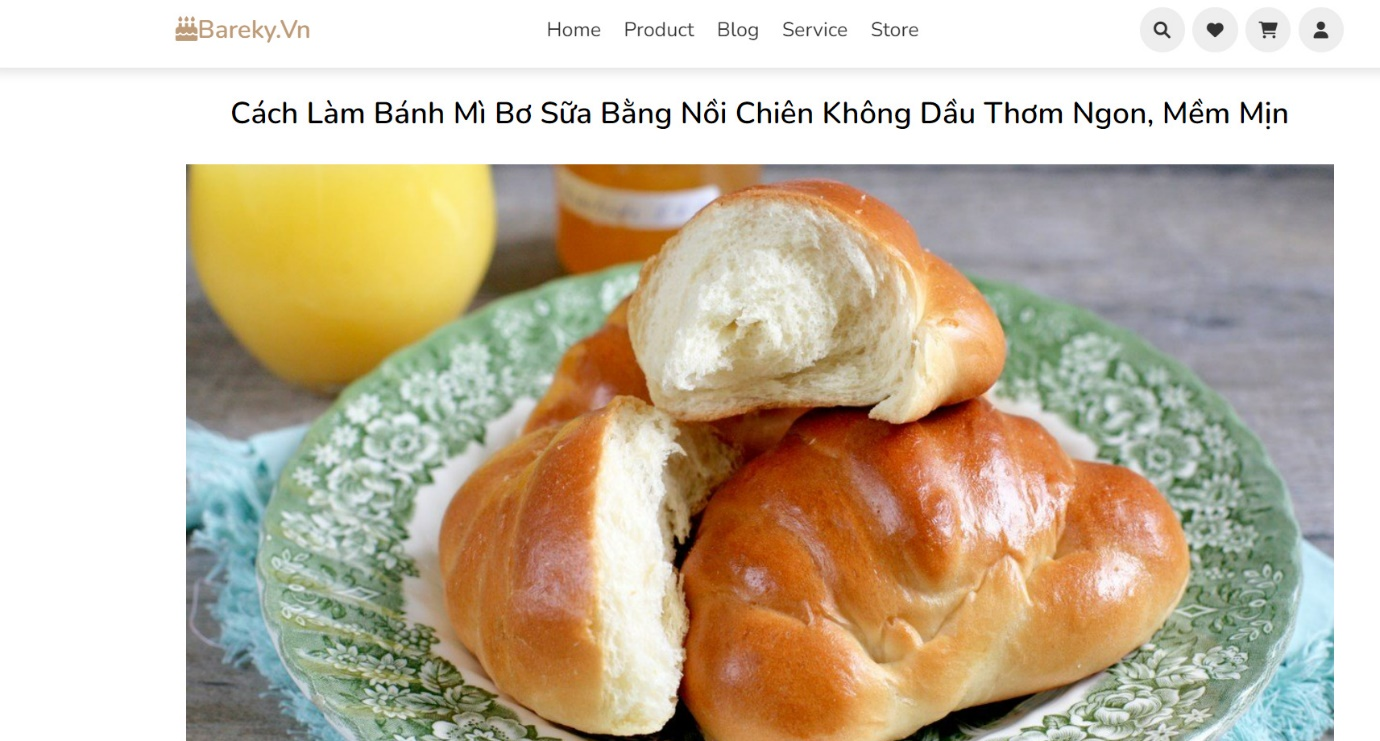 Bareky.Vn
Home Product Blog Service Store
Cách Làm Bánh Mì Bơ Sữa Bằng Nồi Chiên Không Dầu Thơm Ngon, Mềm Mịn